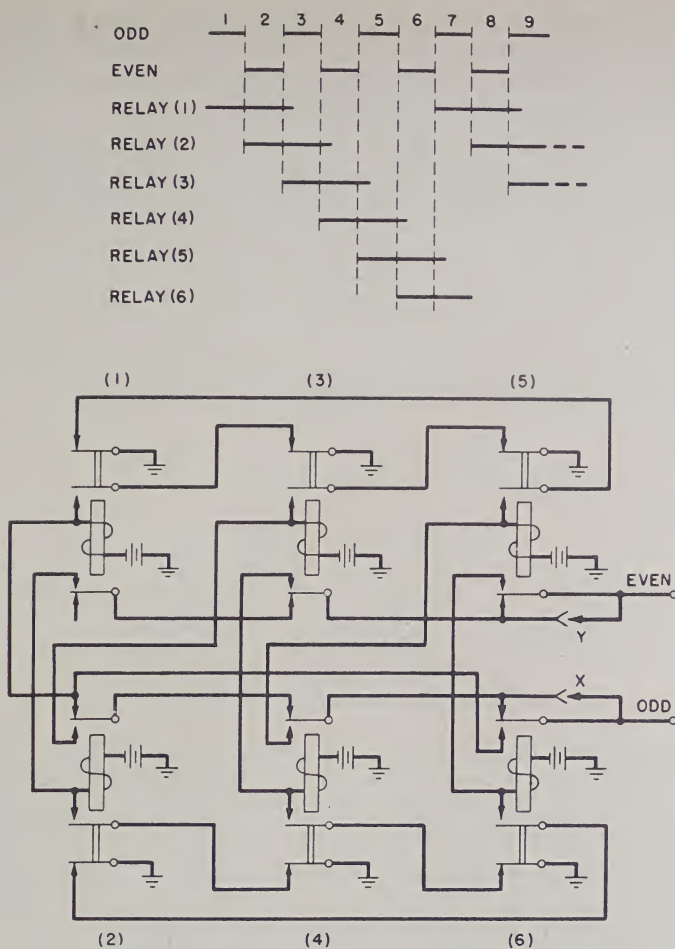 1 2 3 4 5 6 7 8 9
ODD
EVEN
RELAY (1)
RELAY (2)
RELAY (3)
RELAY (4)
RELAY (5)
RELAY (6)
(1) (3) (5)
EVEN
Y
X
ODD
(2) (4) (6)